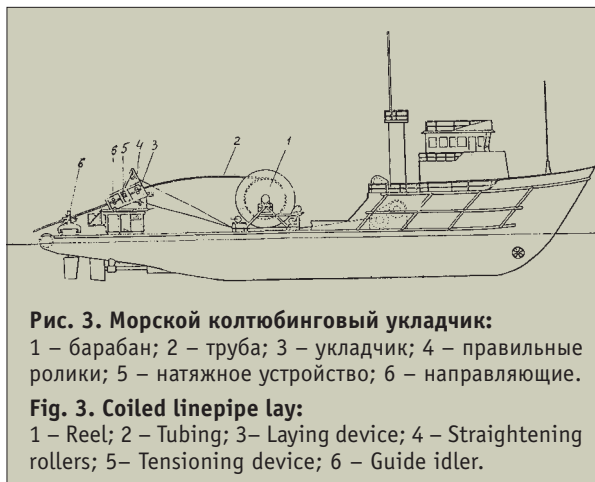 6 5 4 3 2 1
6
Рис. 3. Морской колтюбинговый укладчик:
1 – барабан; 2 – труба; 3 – укладчик; 4 – правильные
ролики; 5 – натяжное устройство; 6 – направляющие.
Fig. 3. Coiled linepipe lay:
1 – Reel; 2 – Tubing; 3– Laying device; 4 – Straightening
rollers; 5– Tensioning device; 6 – Guide idler.